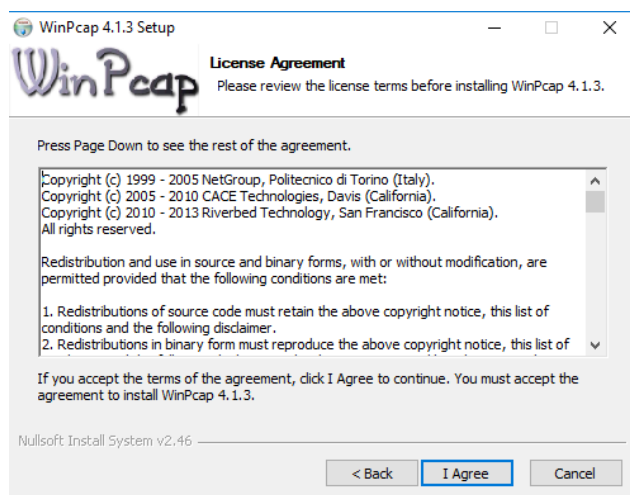 WinPcap 4.1.3 Setup
WinPcap
License Agreement
Please review the license terms before installing WinPcap 4.1.3.
Press Page Down to see the rest of the agreement.
Copyright (c) 1999 - 2005 NetGroup, Politecnico di Torino (Italy).
Copyright (c) 2005 - 2010 CACE Technologies, Davis (California).
Copyright (c) 2010 - 2013 Riverbed Technology, San Francisco (California).
All rights reserved.
Redistribution and use in source and binary forms, with or without modification, are
permitted provided that the following conditions are met:
1. Redistributions of source code must retain the above copyright notice, this list of
conditions and the following disclaimer.
2. Redistributions in binary form must reproduce the above copyright notice, this list of
If you accept the terms of the agreement, click I Agree to continue. You must accept the
agreement to install WinPcap 4.1.3.
Nullsoft Install System v2.46
< Back
I Agree
Cancel